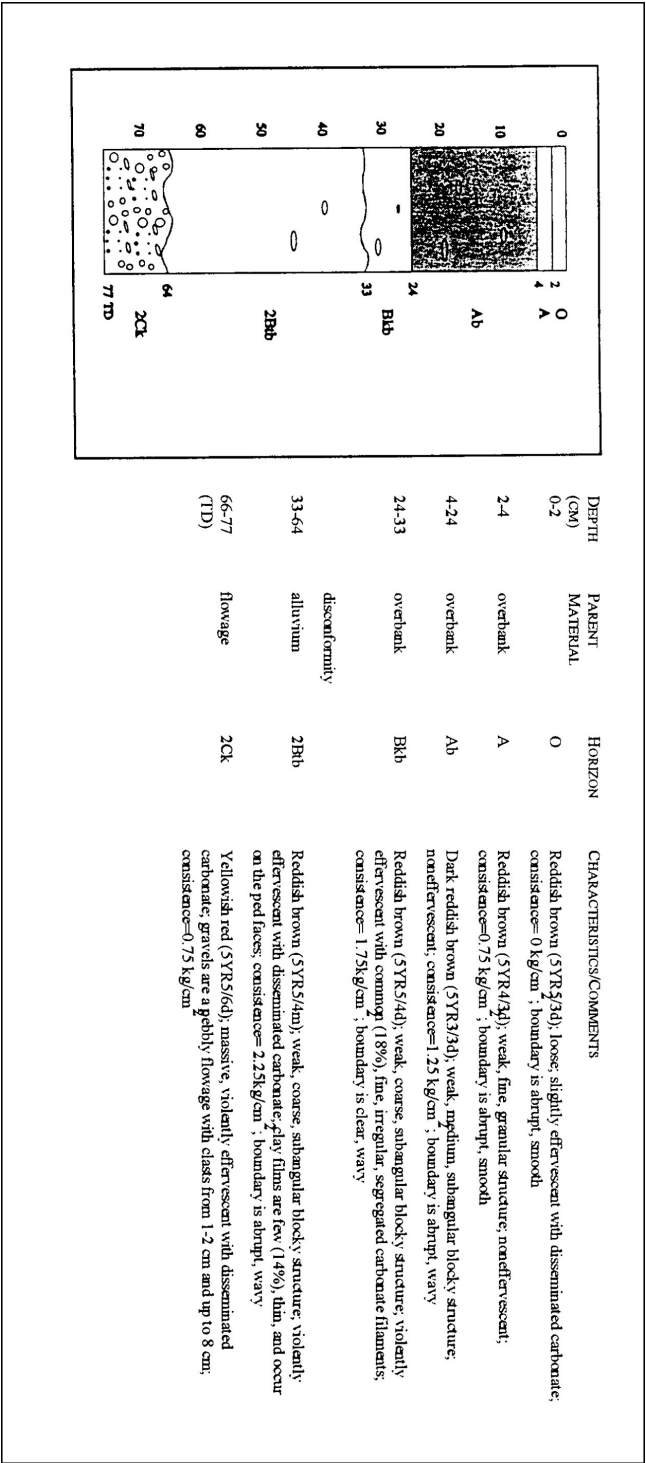 0
10
20
30
40
50
60
70
2
4
24
33
64
77 TD
O
A
Ab
Bkb
2Btb
2Ck
DEPTH (CM) PARENT MATERIAL HORIZON CHARACTERISTICS/COMMENTS
0-2 O Reddish brown (5YR5/3d); loose; slightly effervescent with disseminated carbonate;
consistence= 0 kg/cm²; boundary is abrupt, smooth
2-4 overbank A Reddish brown (5YR4/3d); weak, fine, granular structure; noneffervescent;
consistence=0.75 kg/cm²; boundary is abrupt, smooth
4-24 overbank Ab Dark reddish brown (5YR3/3d); weak, medium, subangular blocky structure;
noneffervescent; consistence=1.25 kg/cm²; boundary is abrupt, wavy
24-33 overbank Bkb Reddish brown (5YR5/4d); weak, coarse, subangular blocky structure; violently
effervescent with common (18%), fine, irregular, segregated carbonate filaments;
consistence= 1.75kg/cm²; boundary is clear, wavy
disconformity
33-64 alluvium 2Btb Reddish brown (5YR5/4m); weak, coarse, subangular blocky structure; violently
effervescent with disseminated carbonate; clay films are few (14%), thin, and occur
on the ped faces; consistence= 2.25kg/cm²; boundary is abrupt, wavy
66-77 (TD) flowage 2Ck Yellowish red (5YR5/6d); massive, violently effervescent with disseminated
carbonate; gravels are a pebbly flowage with clasts from 1-2 cm and up to 8 cm;
consistence=0.75 kg/cm²